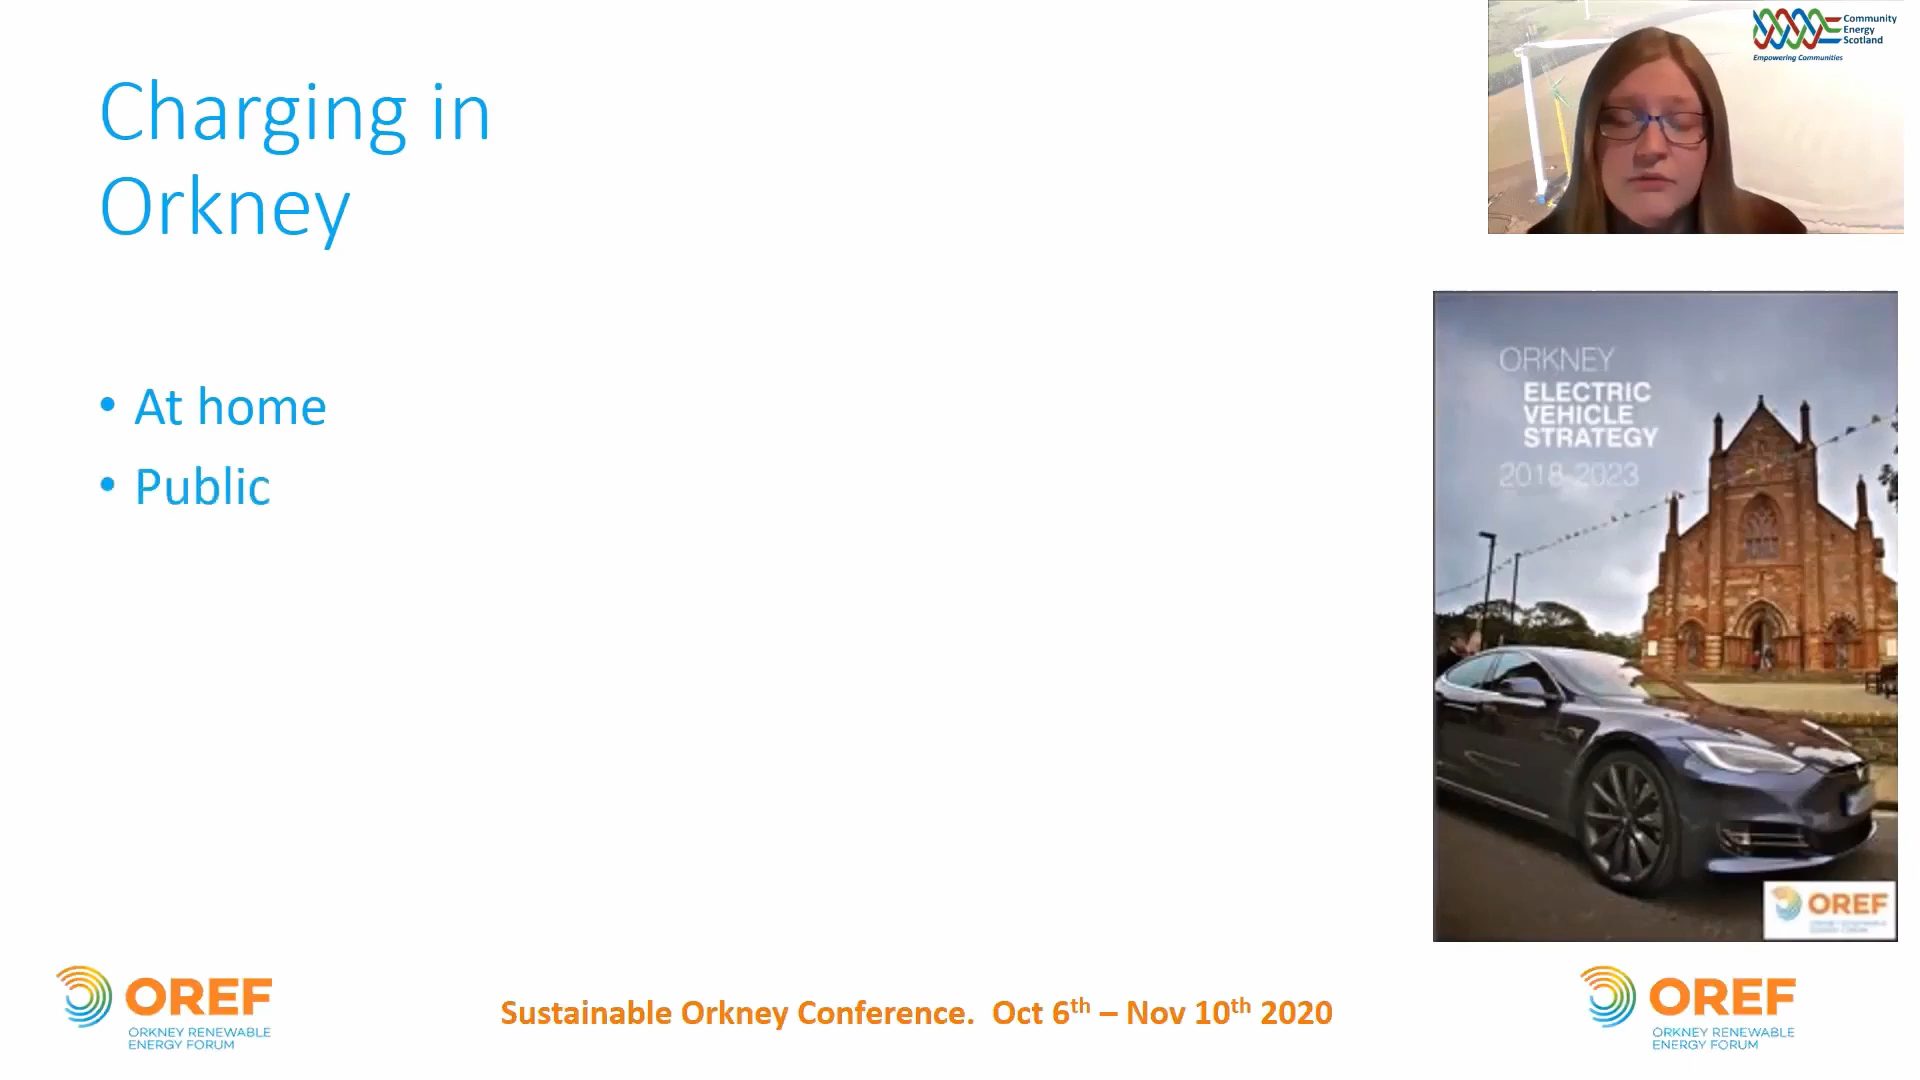 Charging in
Orkney
• At home
• Public
Community
Energy
Scotland
Empowering Communities
ORKNEY
ELECTRIC
VEHICLE
STRATEGY
2018-2023
OREF
OREF
ORKNEY RENEWABLE
ENERGY FORUM
Sustainable Orkney Conference. Oct 6th – Nov 10th 2020
OREF
ORKNEY RENEWABLE
ENERGY FORUM